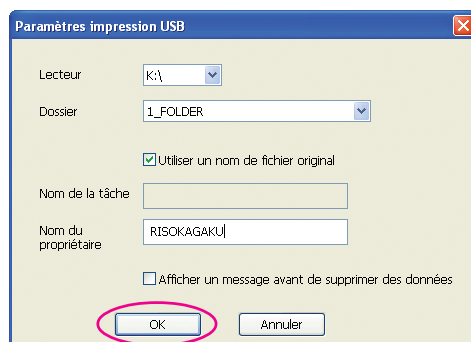 Paramètres impression USB
Lecteur K:\
Dossier 1_FOLDER
Utiliser un nom de fichier original
Nom de la tâche
Nom du propriétaire RISOKAGAKU
Afficher un message avant de supprimer des données
OK Annuler